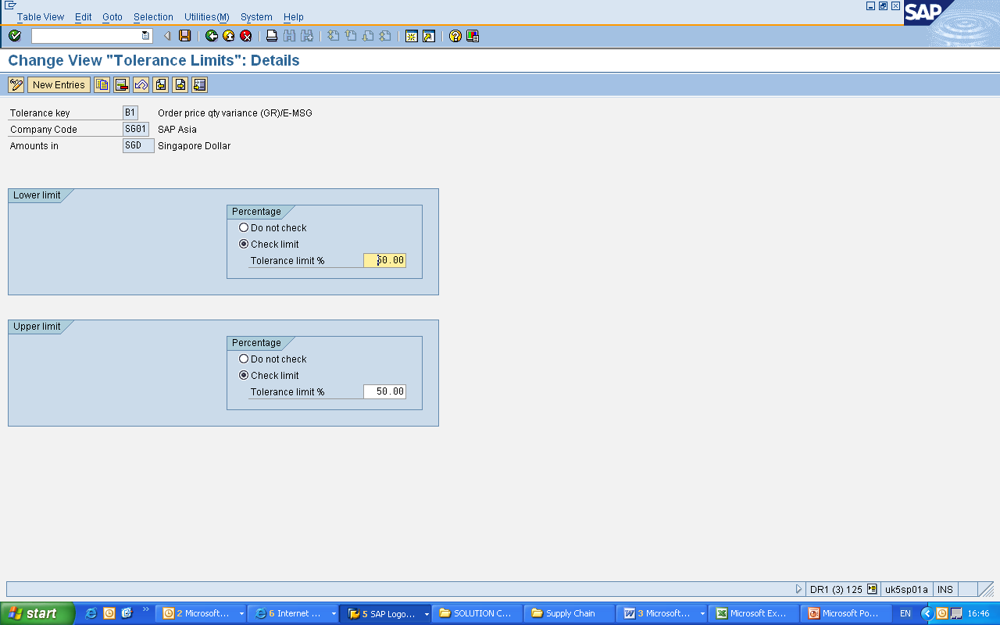 Table View Edit Goto Selection Utilities(M) System Help
SAP
Change View "Tolerance Limits": Details
New Entries
Tolerance key B1 Order price qty variance (GR)/E-MSG
Company Code SG01 SAP Asia
Amounts in SGD Singapore Dollar
Lower limit
Percentage
Do not check
Check limit
Tolerance limit % 50.00
Upper limit
Percentage
Do not check
Check limit
Tolerance limit % 50.00
DR1 (3) 125 uk5sp01a INS
start 2 Microsoft... 6 Internet ... 5 SAP Logo... SOLUTION C... Supply Chain 3 Microsoft... Microsoft Ex... Microsoft Po... EN 16:46